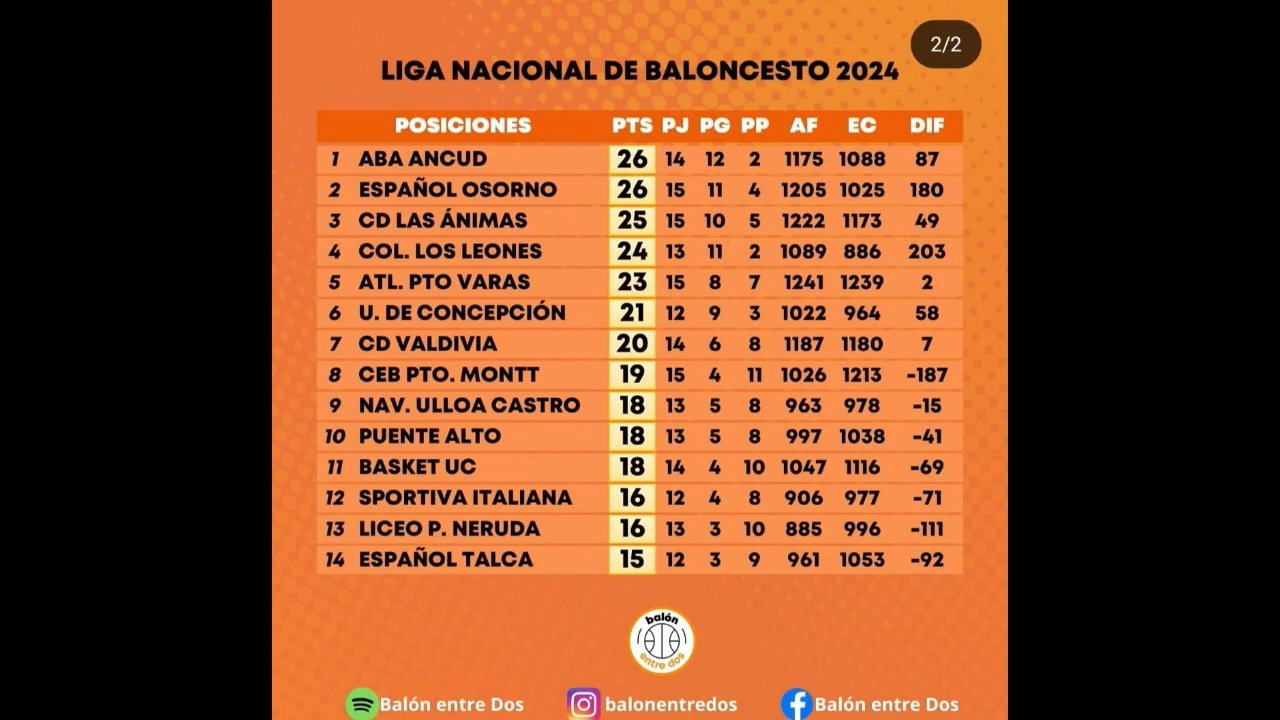 2/2
LIGA NACIONAL DE BALONCESTO 2024
POSICIONES PTS PJ PG PP AF EC DIF
1 ABA ANCUD 26 14 12 2 1175 1088 87
2 ESPAÑOL OSORNO 26 15 11 4 1205 1025 180
3 CD LAS ÁNIMAS 25 15 10 5 1222 1173 49
4 COL. LOS LEONES 24 13 11 2 1089 886 203
5 ATL. PTO VARAS 23 15 8 7 1241 1239 2
6 U. DE CONCEPCIÓN 21 12 9 3 1022 964 58
7 CD VALDIVIA 20 14 6 8 1187 1180 7
8 CEB PTO. MONTT 19 15 4 11 1026 1213 -187
9 NAV. ULLOA CASTRO 18 13 5 8 963 978 -15
10 PUENTE ALTO 18 13 5 8 997 1038 -41
11 BASKET UC 18 14 4 10 1047 1116 -69
12 SPORTIVA ITALIANA 16 12 4 8 906 977 -71
13 LICEO P. NERUDA 16 13 3 10 885 996 -111
14 ESPAÑOL TALCA 15 12 3 9 961 1053 -92
balón
entre dos
Balón entre Dos balonentredos Balón entre Dos